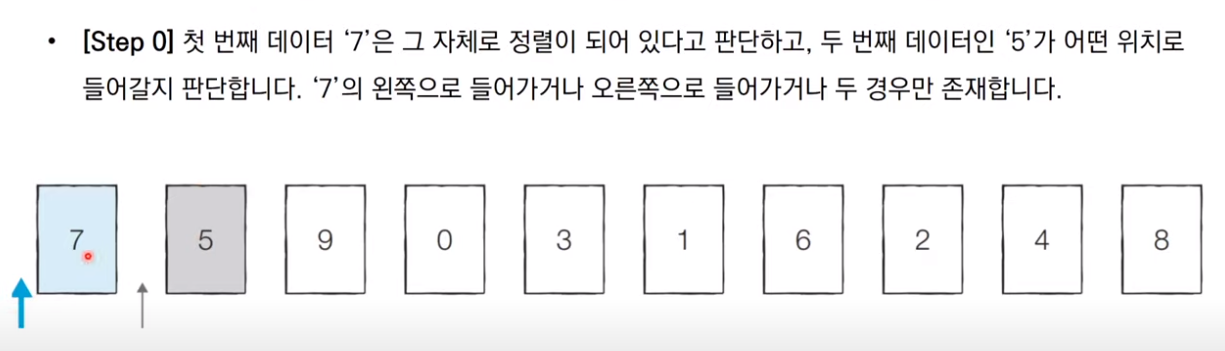 • [Step 0] 첫 번째 데이터 ‘7’은 그 자체로 정렬이 되어 있다고 판단하고, 두 번째 데이터인 ‘5’가 어떤 위치로
들어갈지 판단합니다. ‘7’의 왼쪽으로 들어가거나 오른쪽으로 들어가거나 두 경우만 존재합니다.
7 5 9 0 3 1 6 2 4 8